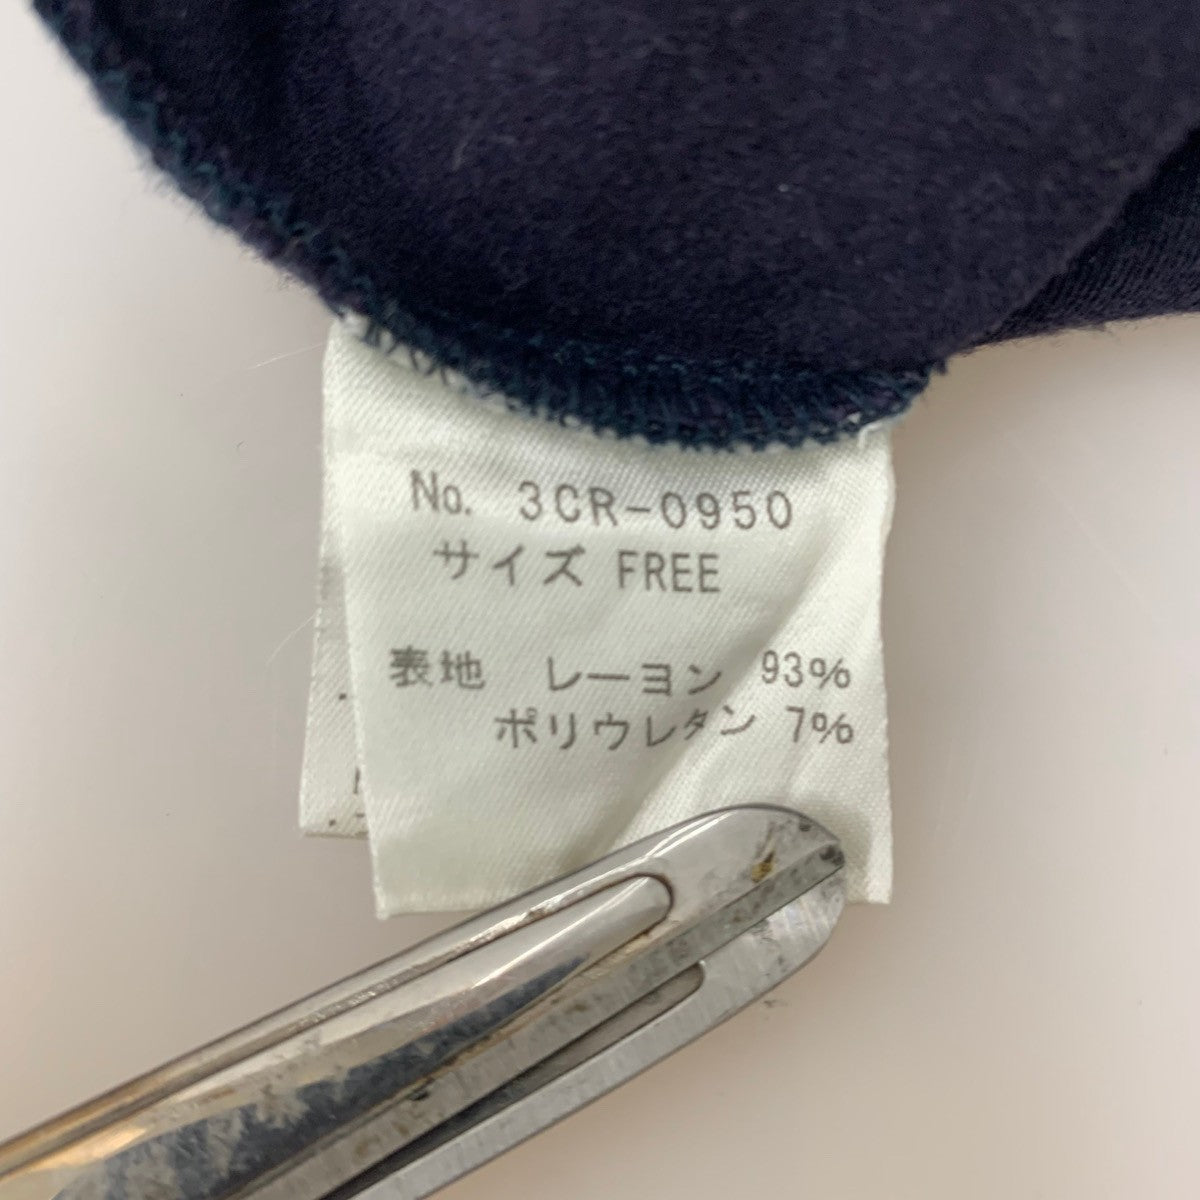 No. 3CR-0950
サイズ FREE
表地 レーヨン 93%
ポリウレタン 7%